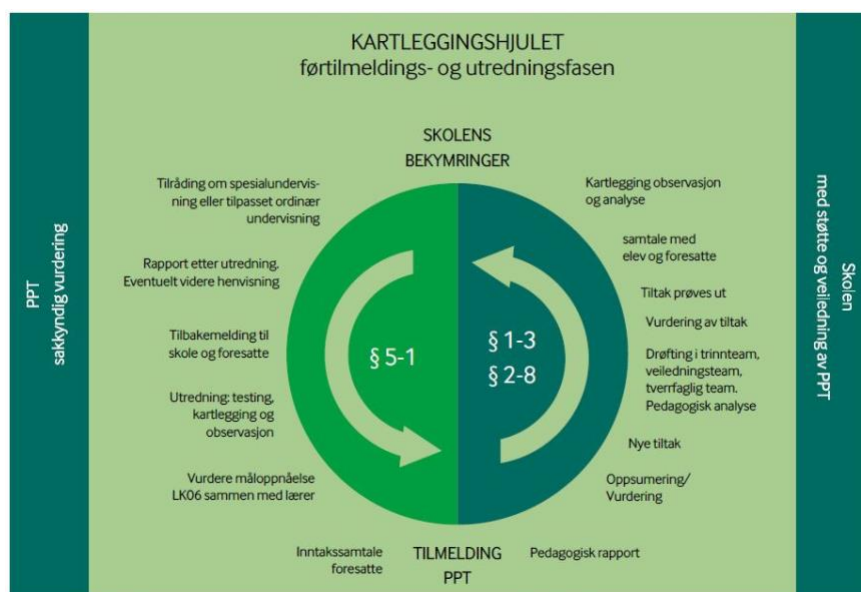 KARTLEGGINGSHJULET
førtilmeldings- og utredningsfasen
SKOLENS
BEKYMRINGER
Kartlegging observasjon
og analyse
samtale med
elev og foresatte
Tiltak prøves ut
Vurdering av tiltak
Drøfting i trinnteam,
veiledningsteam,
tverrfaglig team.
Pedagogisk analyse
Nye tiltak
Oppsumering/
Vurdering
Pedagogisk rapport
TILMELDING
PPT
Inntakssamtale
foresatte
Vurdere måloppnåelse
LK06 sammen med lærer
Utredning: testing,
kartlegging og
observasjon
Tilbakemelding til
skole og foresatte
Rapport etter utredning.
Eventuelt videre henvisning
Tilråding om spesialundervis-
ning eller tilpasset ordinær
undervisning
§ 5-1
§ 1-3
§ 2-8
PPT
sakkyndig vurdering
Skolen
med støtte og veiledning av PPT